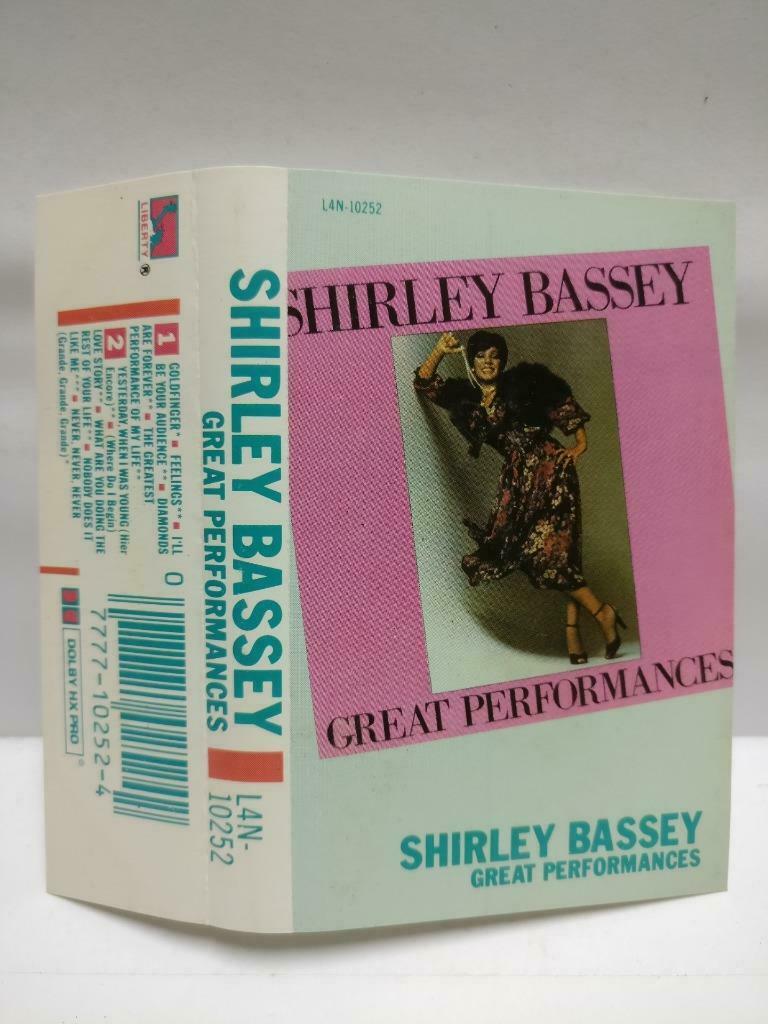 L4N-10252
SHIRLEY BASSEY
GREAT PERFORMANCES
SHIRLEY BASSEY
GREAT PERFORMANCES
SHIRLEY BASSEY
GREAT PERFORMANCES
L4N-
10252
LIBERTY ®
1 GOLDFINGER* ■ FEELINGS** ■ I'LL
BE YOUR AUDIENCE** ■ DIAMONDS
ARE FOREVER** ■ THE GREATEST
PERFORMANCE OF MY LIFE**
2 YESTERDAY, WHEN I WAS YOUNG (Hier
Encore)** ■ (Where Do I Begin)
LOVE STORY** ■ WHAT ARE YOU DOING THE
REST OF YOUR LIFE** ■ NOBODY DOES IT
LIKE ME*** ■ NEVER, NEVER, NEVER
(Grande, Grande, Grande)*
0
7777-10252-4
DOLBY HX PRO